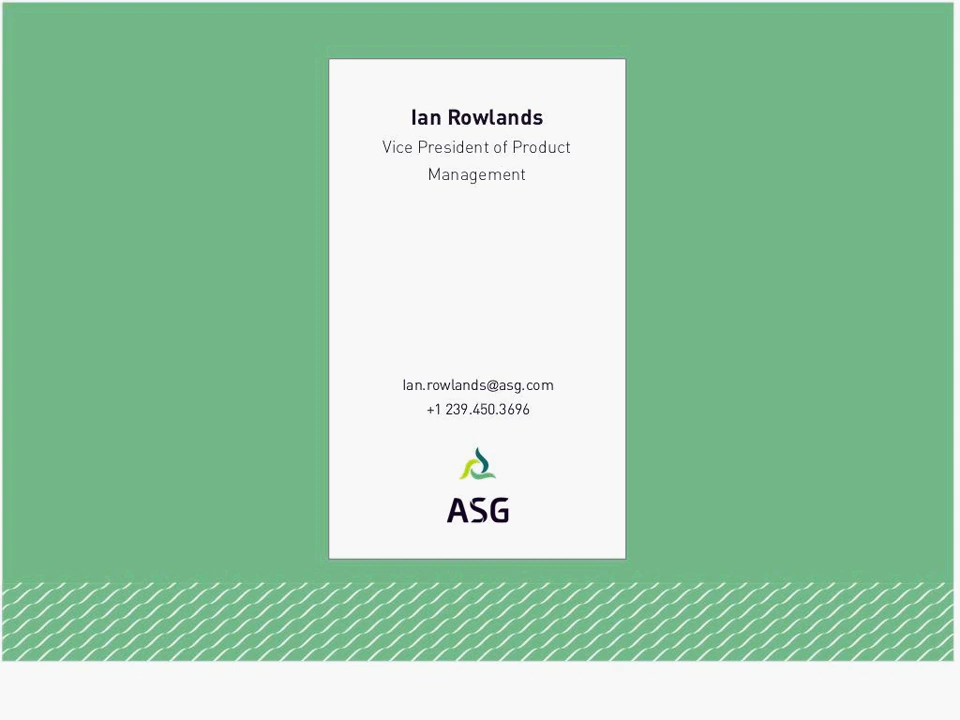 Ian Rowlands
Vice President of Product
Management
Ian.rowlands@asg.com
+1 239.450.3696
ASG